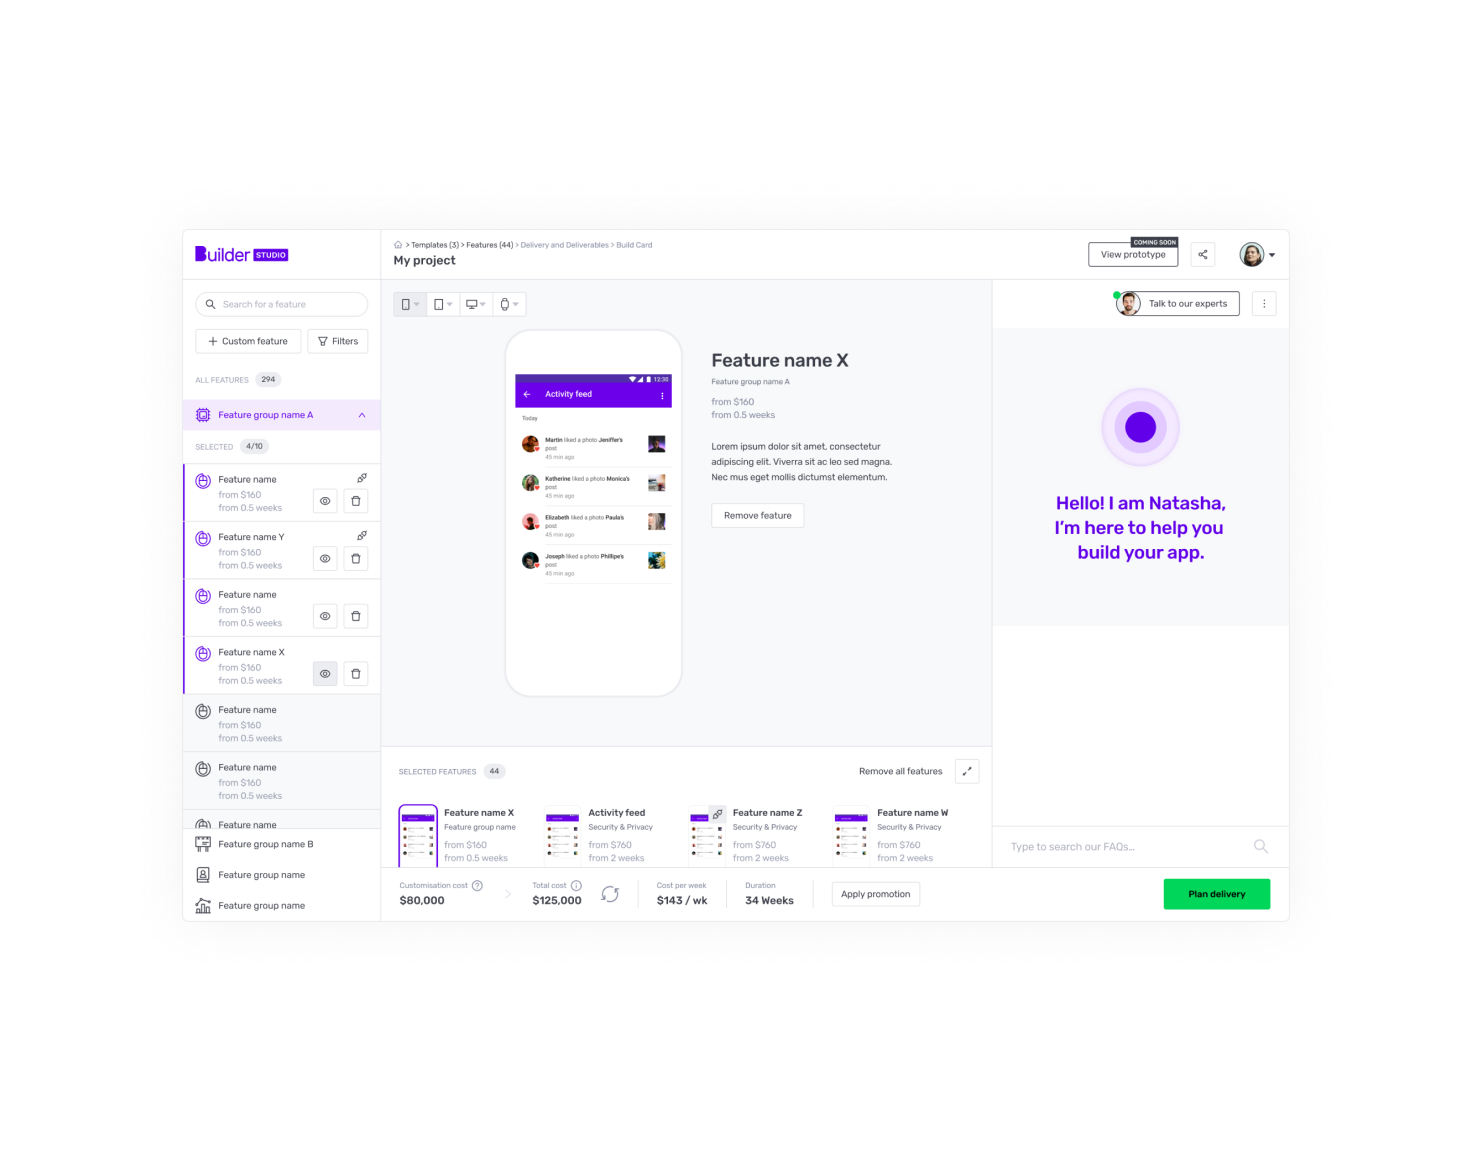 Builder STUDIO
Templates (3) > Features (44) > Delivery and Deliverables > Build Card
My project
COMING SOON
View prototype
Search for a feature
Custom feature
Filters
ALL FEATURES 294
Feature group name A
SELECTED 4/10
Feature name
from $160
from 0.5 weeks
Feature name Y
from $160
from 0.5 weeks
Feature name
from $160
from 0.5 weeks
Feature name X
from $160
from 0.5 weeks
Feature name
from $160
from 0.5 weeks
Feature name
from $160
from 0.5 weeks
Feature name
Feature group name B
Feature group name
Feature group name
12:30
Activity feed
Today
Martin liked a photo Jeniffer's
post
45 min ago
Katherine liked a photo Monica's
post
45 min ago
Elizabeth liked a photo Paula's
post
45 min ago
Joseph liked a photo Phillipe's
post
45 min ago
Feature name X
Feature group name A
from $160
from 0.5 weeks
Lorem ipsum dolor sit amet, consectetur
adipiscing elit. Viverra sit ac leo sed magna.
Nec mus eget mollis dictumst elementum.
Remove feature
Talk to our experts
Hello! I am Natasha,
I'm here to help you
build your app.
SELECTED FEATURES 44
Remove all features
Feature name X
Feature group name
from $160
from 0.5 weeks
Activity feed
Security & Privacy
from $760
from 2 weeks
Feature name Z
Security & Privacy
from $760
from 2 weeks
Feature name W
Security & Privacy
from $760
from 2 weeks
Type to search our FAQs...
Customisation cost
$80,000
Total cost
$125,000
Cost per week
$143 / wk
Duration
34 Weeks
Apply promotion
Plan delivery